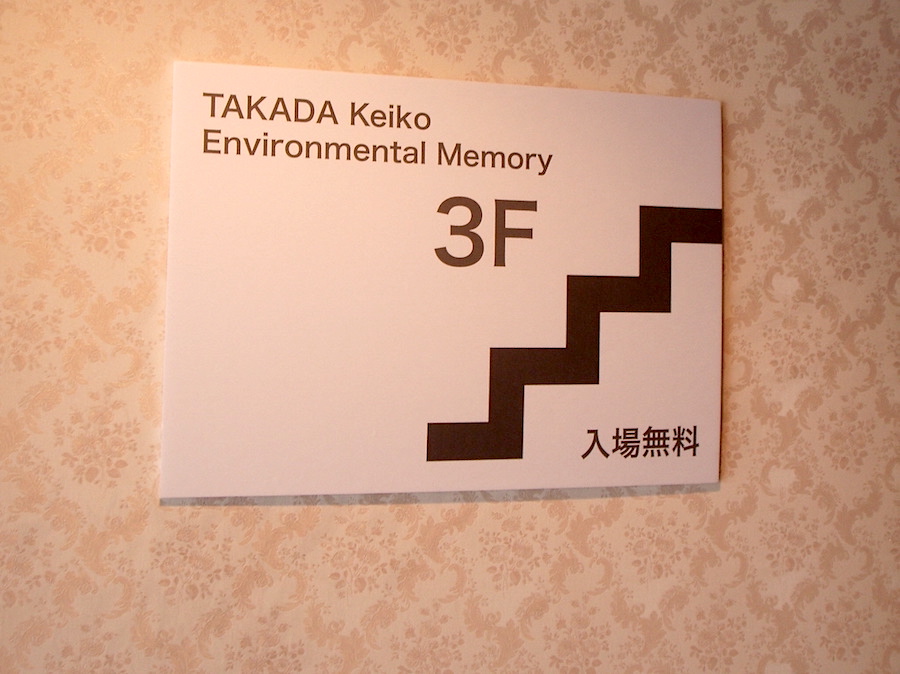 TAKADA Keiko
Environmental Memory
3F
入場無料